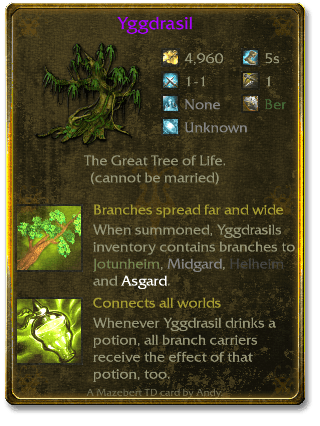 Yggdrasil
4,960 5s
1-1 1
None Ber
Unknown
The Great Tree of Life.
(cannot be married)
Branches spread far and wide
When summoned, Yggdrasils
inventory contains branches to
Jotunheim, Midgard, Helheim
and Asgard.
Connects all worlds
Whenever Yggdrasil drinks a
potion, all branch carriers
receive the effect of that
potion, too.
A Mazebert TD card by Andy.